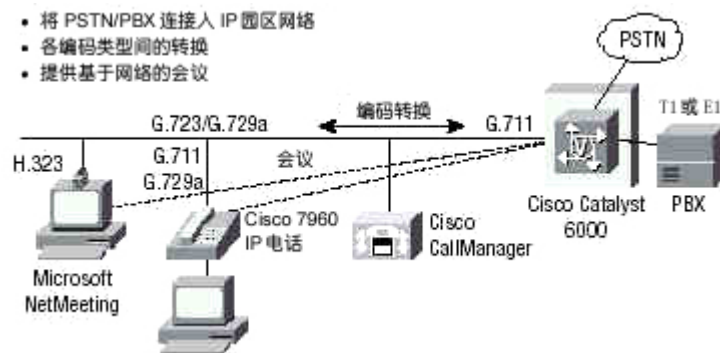 • 将 PSTN/PBX 连接入 IP 园区网络
• 各编码类型间的转换
• 提供基于网络的会议
PSTN
G.723/G.729a
编码转换
G.711
T1 或 E1
H.323
G.711
G.729a
会议
V
Cisco 7960
IP 电话
Cisco
CallManager
Cisco Catalyst
6000
PBX
Microsoft
NetMeeting